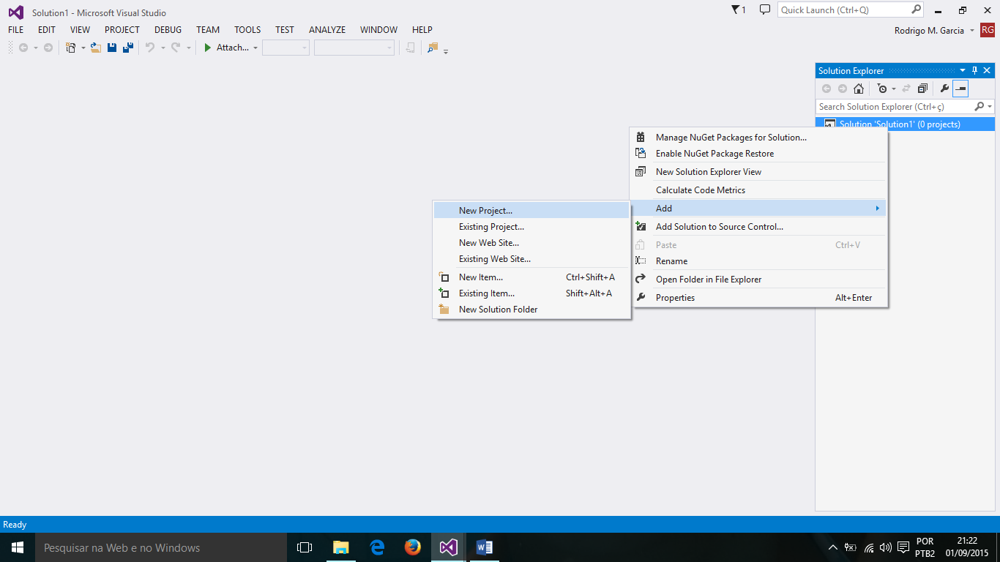 Solution1 - Microsoft Visual Studio
1
Quick Launch (Ctrl+Q)
FILE EDIT VIEW PROJECT DEBUG TEAM TOOLS TEST ANALYZE WINDOW HELP
Rodrigo M. Garcia RG
Attach...
Solution Explorer
Search Solution Explorer (Ctrl+ç)
Solution 'Solution1' (0 projects)
Manage NuGet Packages for Solution...
Enable NuGet Package Restore
New Solution Explorer View
Calculate Code Metrics
Add
Add Solution to Source Control...
Paste Ctrl+V
Rename
Open Folder in File Explorer
Properties Alt+Enter
New Project...
Existing Project...
New Web Site...
Existing Web Site...
New Item... Ctrl+Shift+A
Existing Item... Shift+Alt+A
New Solution Folder
Ready
Pesquisar na Web e no Windows
POR
PTB2
21:22
01/09/2015